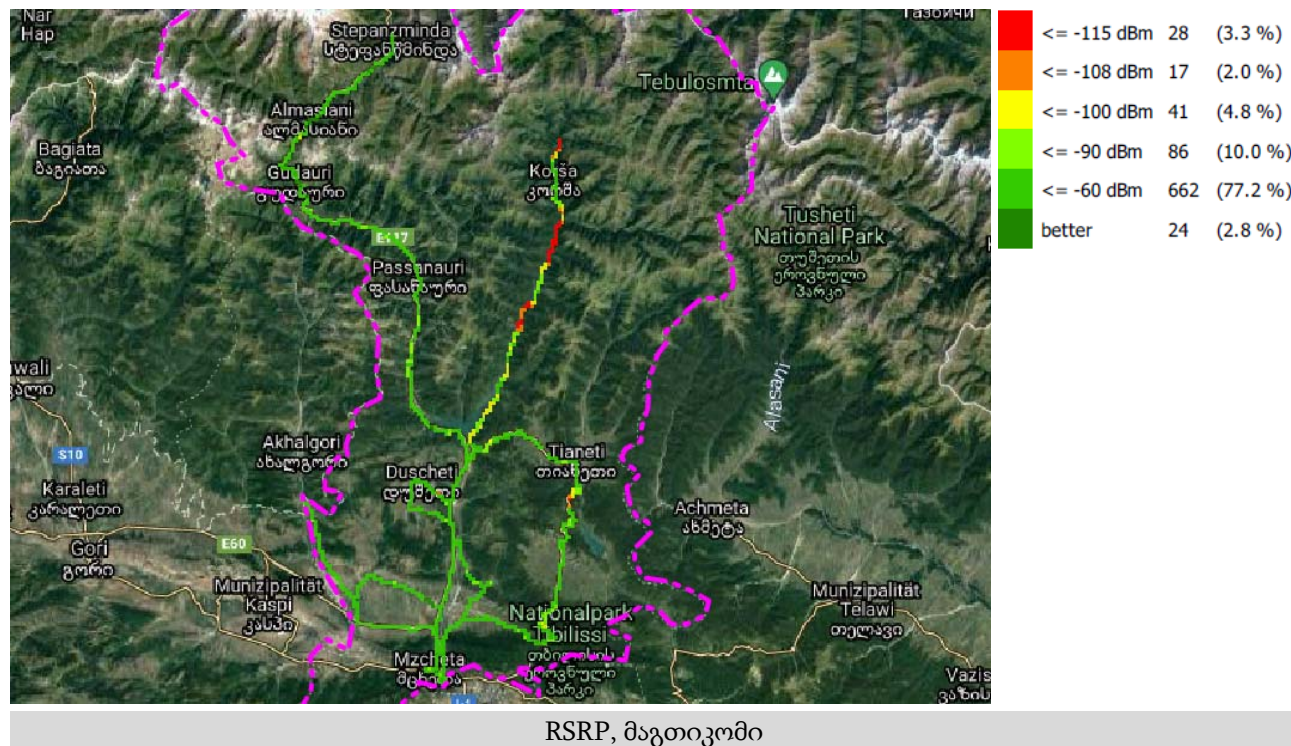 Nar
Нар
Stepanzminda
სტეფანწმინდა
Tebulosmta
Almasiani
ალმასიანი
Bagiata
ბაგიათა
Gudauri
გუდაური
Korša
კორშა
Tusheti
National Park
თუშეთის
ეროვნული
პარკი
Passanauri
ფასანაური
Alasani
Akhalgori
ახალგორი
S10
Duscheti
დუშეთი
Tianeti
თიანეთი
Karaleti
კარალეთი
Achmeta
ახმეტა
E60
Gori
გორი
Munizipalität
Kaspi
კასპი
Munizipalität
Telawi
თელავი
Nationalpark
Tbilissi
თბილისის
ეროვნული
პარკი
Mzcheta
მცხეთა
<= -115 dBm 28 (3.3 %)
<= -108 dBm 17 (2.0 %)
<= -100 dBm 41 (4.8 %)
<= -90 dBm 86 (10.0 %)
<= -60 dBm 662 (77.2 %)
better 24 (2.8 %)
RSRP, მაგთიკომი